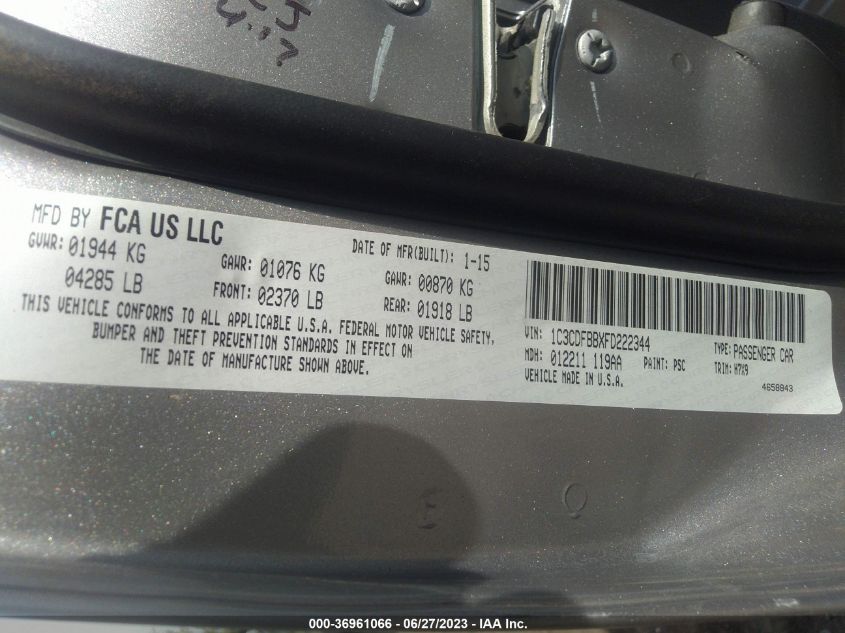 MFD BY FCA US LLC
GVWR: 01944 KG
04285 LB
GAWR: 01076 KG
FRONT: 02370 LB
DATE OF MFR(BUILT): 1-15
GAWR: 00870 KG
REAR: 01918 LB
THIS VEHICLE CONFORMS TO ALL APPLICABLE U.S.A. FEDERAL MOTOR VEHICLE SAFETY,
BUMPER AND THEFT PREVENTION STANDARDS IN EFFECT ON
THE DATE OF MANUFACTURE SHOWN ABOVE.
VIN: 1C3CDFBBXFD222344
TYPE: PASSENGER CAR
MDH: 012211 119AA
PAINT: PSC
TRIM: H7X9
VEHICLE MADE IN U.S.A.
4658943
000-36961066 - 06/27/2023 - IAA Inc.